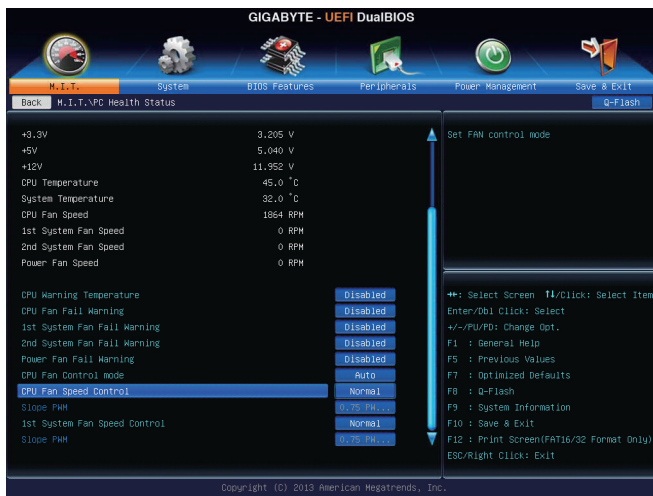 GIGABYTE - UEFI DualBIOS
M.I.T. System BIOS Features Peripherals Power Management Save & Exit
Back M.I.T.\PC Health Status Q-Flash
+3.3V 3.205 V
+5V 5.040 V
+12V 11.952 V
CPU Temperature 45.0 °C
System Temperature 32.0 °C
CPU Fan Speed 1864 RPM
1st System Fan Speed 0 RPM
2nd System Fan Speed 0 RPM
Power Fan Speed 0 RPM
CPU Warning Temperature Disabled
CPU Fan Fail Warning Disabled
1st System Fan Fail Warning Disabled
2nd System Fan Fail Warning Disabled
Power Fan Fail Warning Disabled
CPU Fan Control mode Auto
CPU Fan Speed Control Normal
Slope PWM 0.75 PW...
1st System Fan Speed Control Normal
Slope PWM 0.75 PW...
Set FAN control mode
→←: Select Screen ↑↓/Click: Select Item
Enter/Dbl Click: Select
+/-/PU/PD: Change Opt.
F1 : General Help
F5 : Previous Values
F7 : Optimized Defaults
F8 : Q-Flash
F9 : System Information
F10 : Save & Exit
F12 : Print Screen(FAT16/32 Format Only)
ESC/Right Click: Exit
Copyright (C) 2013 American Megatrends, Inc.